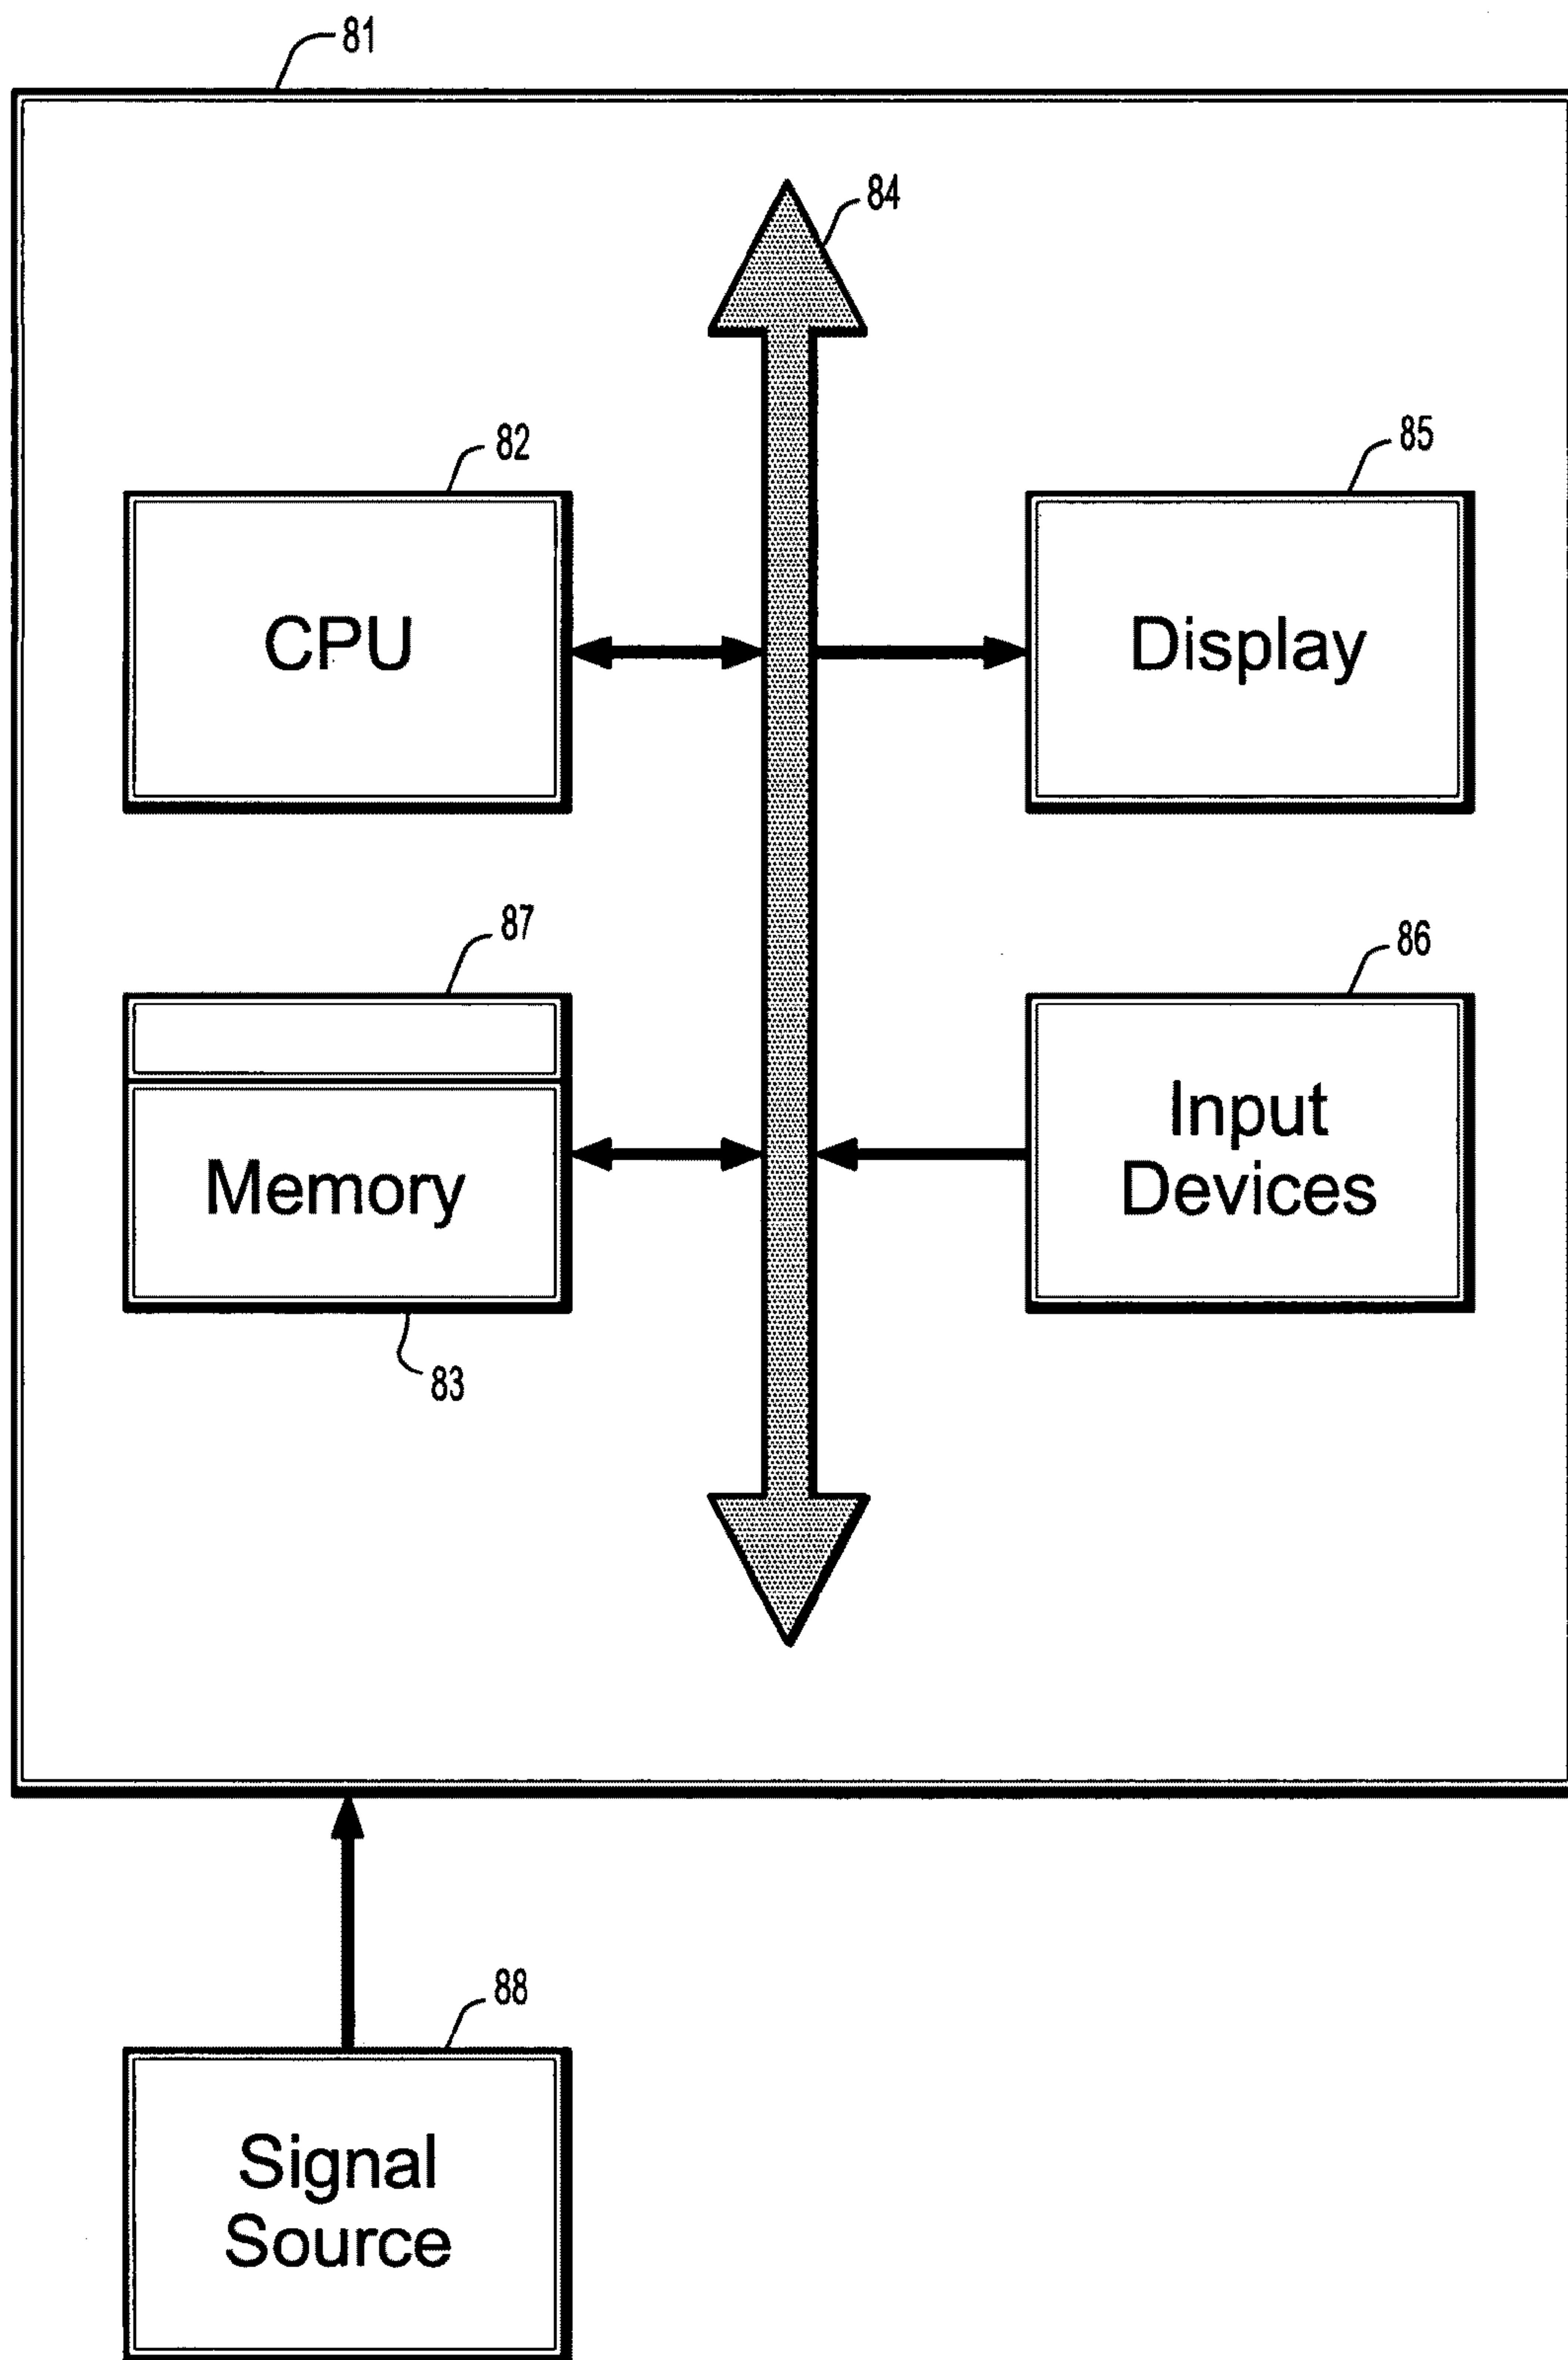 81
84
82
85
CPU
Display
87
86
Memory
Input
Devices
83
88
Signal
Source